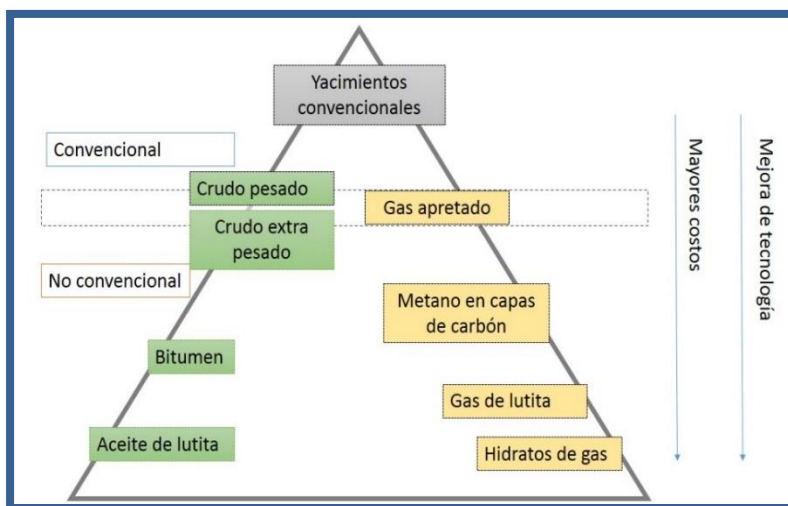 Yacimientos
convencionales
Convencional
Crudo pesado
Gas apretado
Crudo extra
pesado
No convencional
Metano en capas
de carbón
Bitumen
Gas de lutita
Aceite de lutita
Hidratos de gas
Mayores costos
Mejora de tecnología